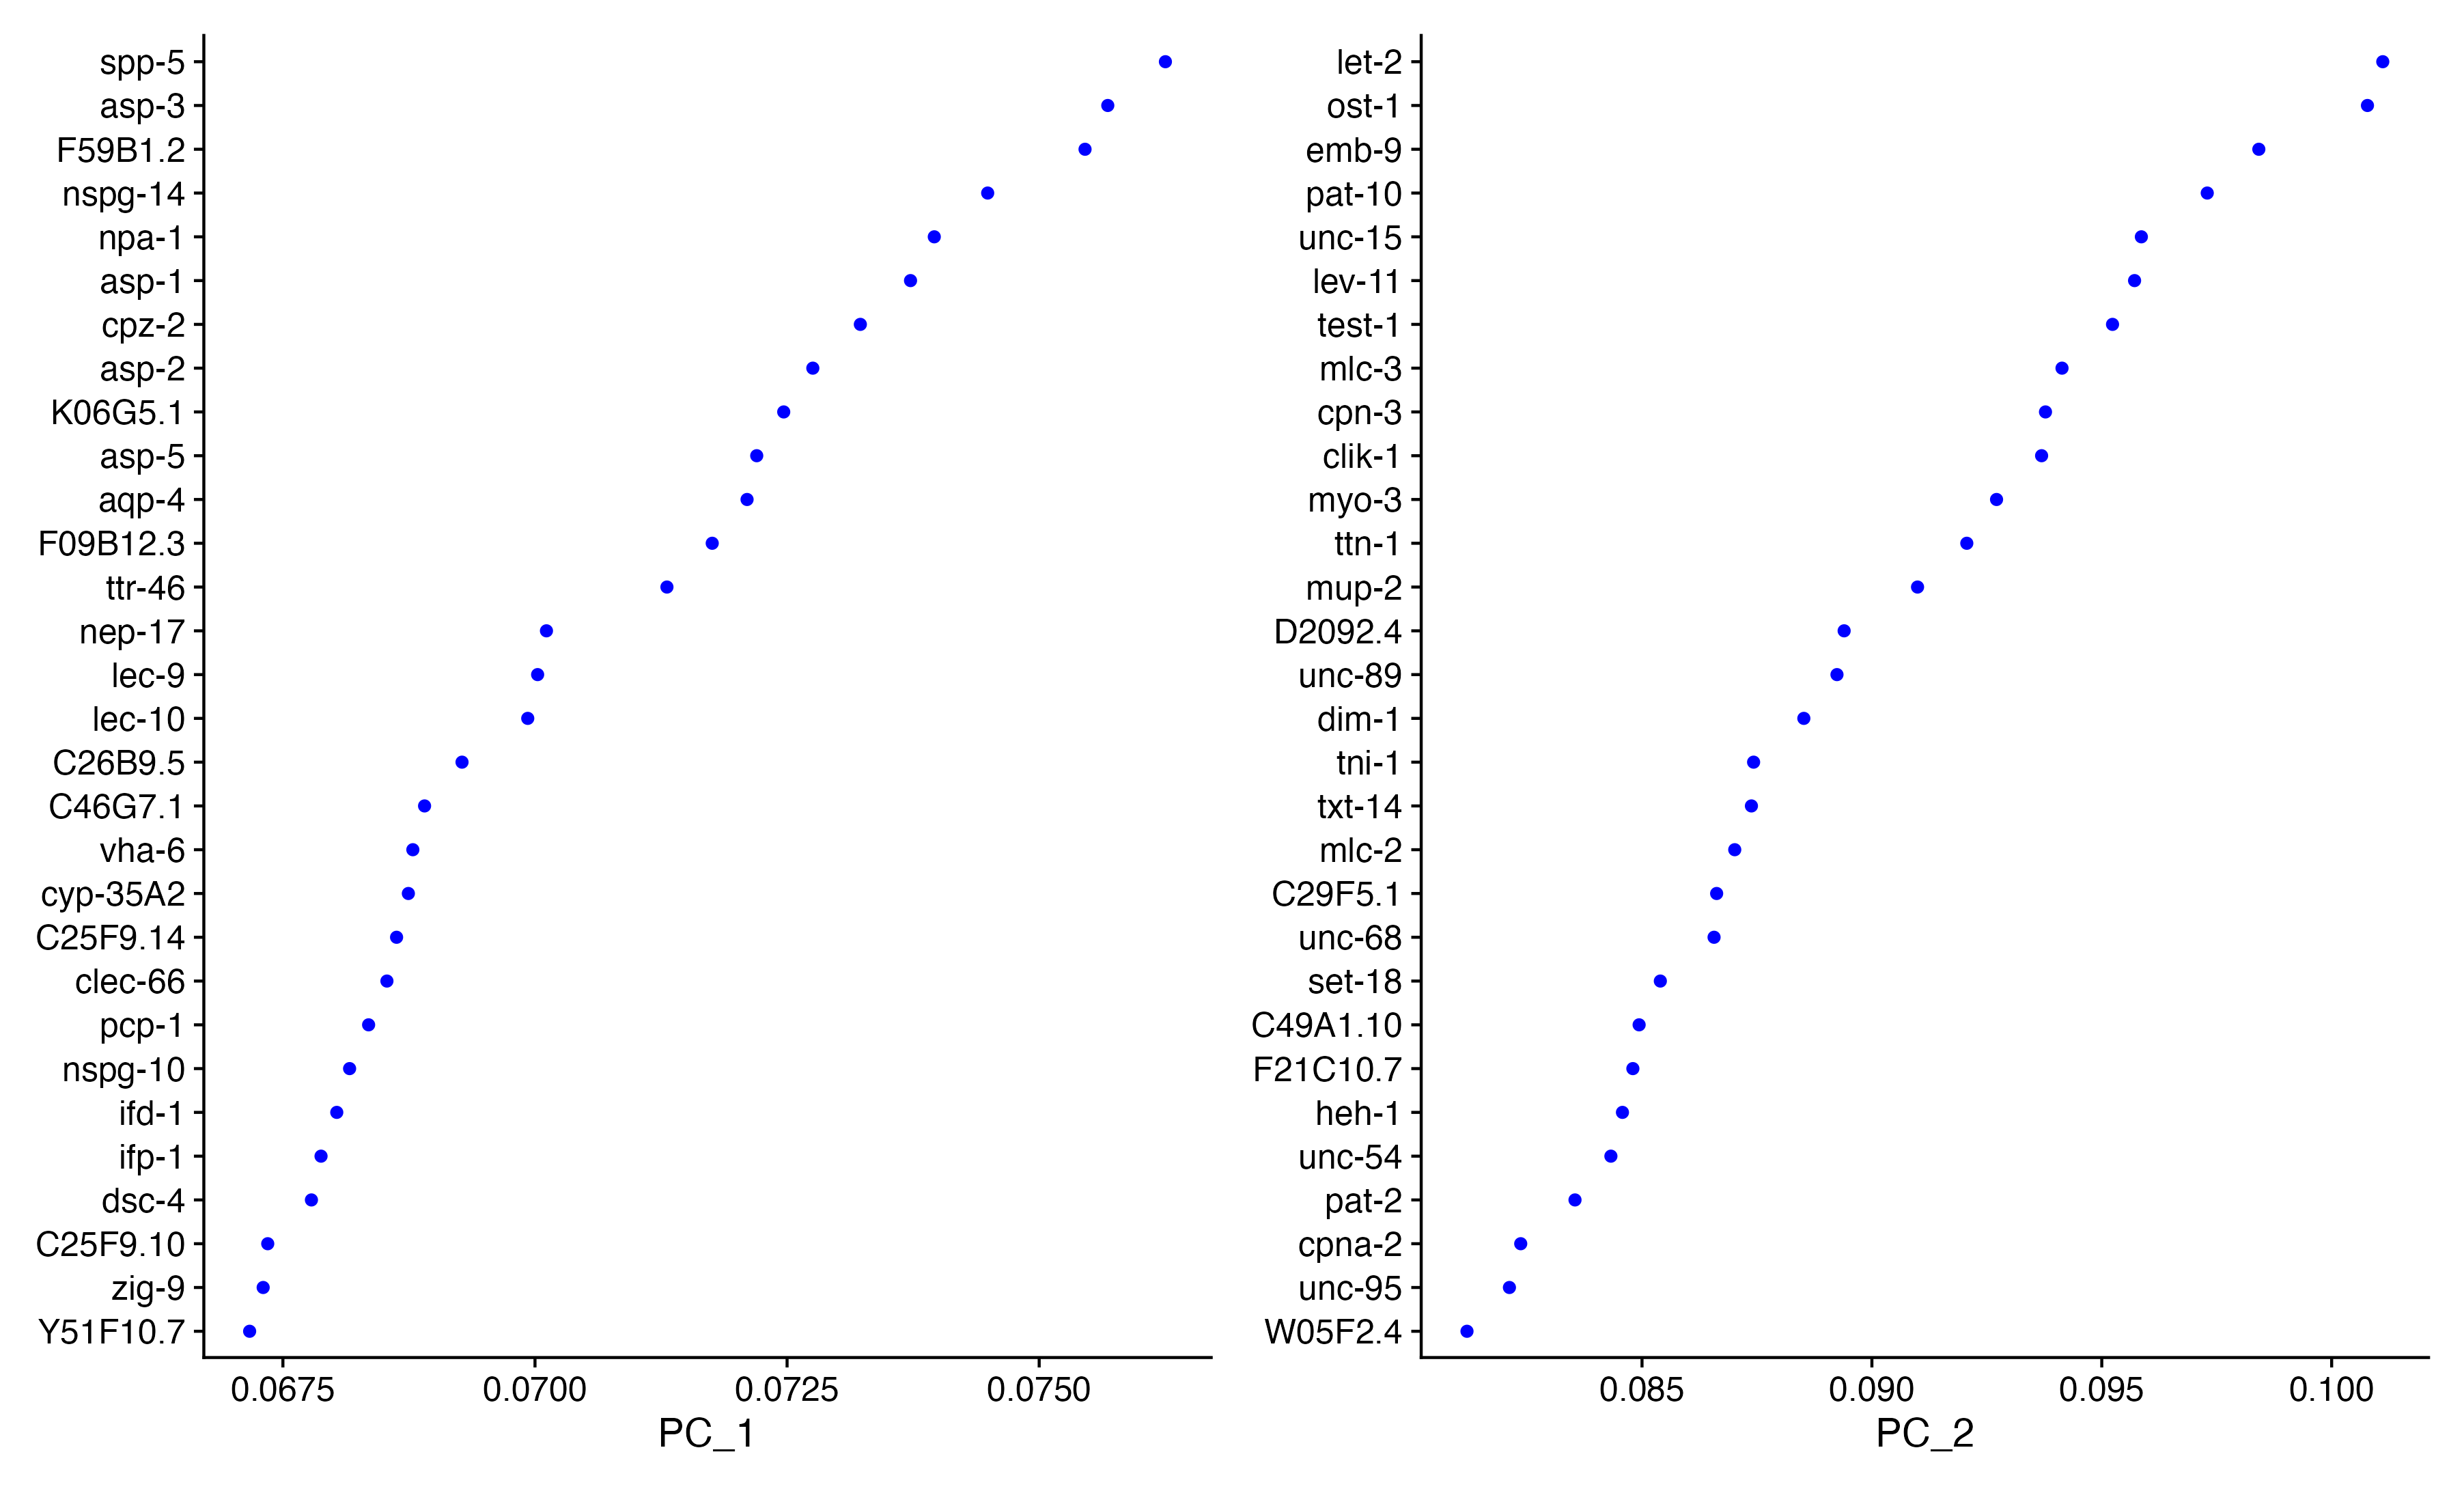 spp-5
asp-3
F59B1.2
nspg-14
npa-1
asp-1
cpz-2
asp-2
K06G5.1
asp-5
aqp-4
F09B12.3
ttr-46
nep-17
lec-9
lec-10
C26B9.5
C46G7.1
vha-6
cyp-35A2
C25F9.14
clec-66
pcp-1
nspg-10
ifd-1
ifp-1
dsc-4
C25F9.10
zig-9
Y51F10.7
0.0675 0.0700 0.0725 0.0750
PC_1
let-2
ost-1
emb-9
pat-10
unc-15
lev-11
test-1
mlc-3
cpn-3
clik-1
myo-3
ttn-1
mup-2
D2092.4
unc-89
dim-1
tni-1
txt-14
mlc-2
C29F5.1
unc-68
set-18
C49A1.10
F21C10.7
heh-1
unc-54
pat-2
cpna-2
unc-95
W05F2.4
0.085 0.090 0.095 0.100
PC_2